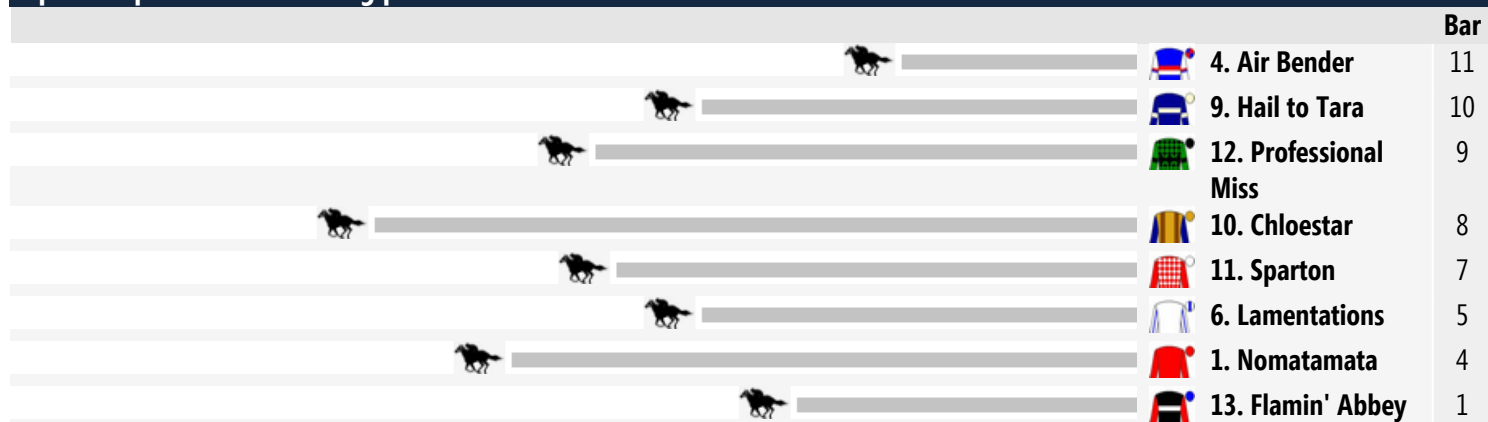 Bar
4. Air Bender 11
9. Hail to Tara 10
12. Professional 9
Miss
10. Chloestar 8
11. Sparton 7
6. Lamentations 5
1. Nomatamata 4
13. Flamin' Abbey 1